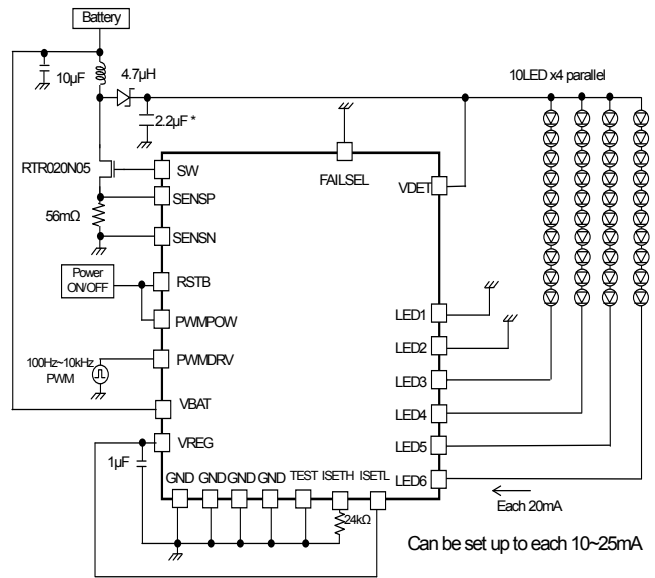 Battery
10µF
4.7µH
10LED x4 parallel
2.2µF *
RTR020N05
SW
FAILSEL
VDET
SENSP
56mΩ
SENSN
Power
ON/OFF
RSTB
LED1
PWMPOW
LED2
100Hz~10kHz
PWM
PWMDRV
LED3
VBAT
LED4
VREG
LED5
1µF
GND GND GND GND TEST ISETH ISETL
LED6
Each 20mA
24kΩ
Can be set up to each 10~25mA